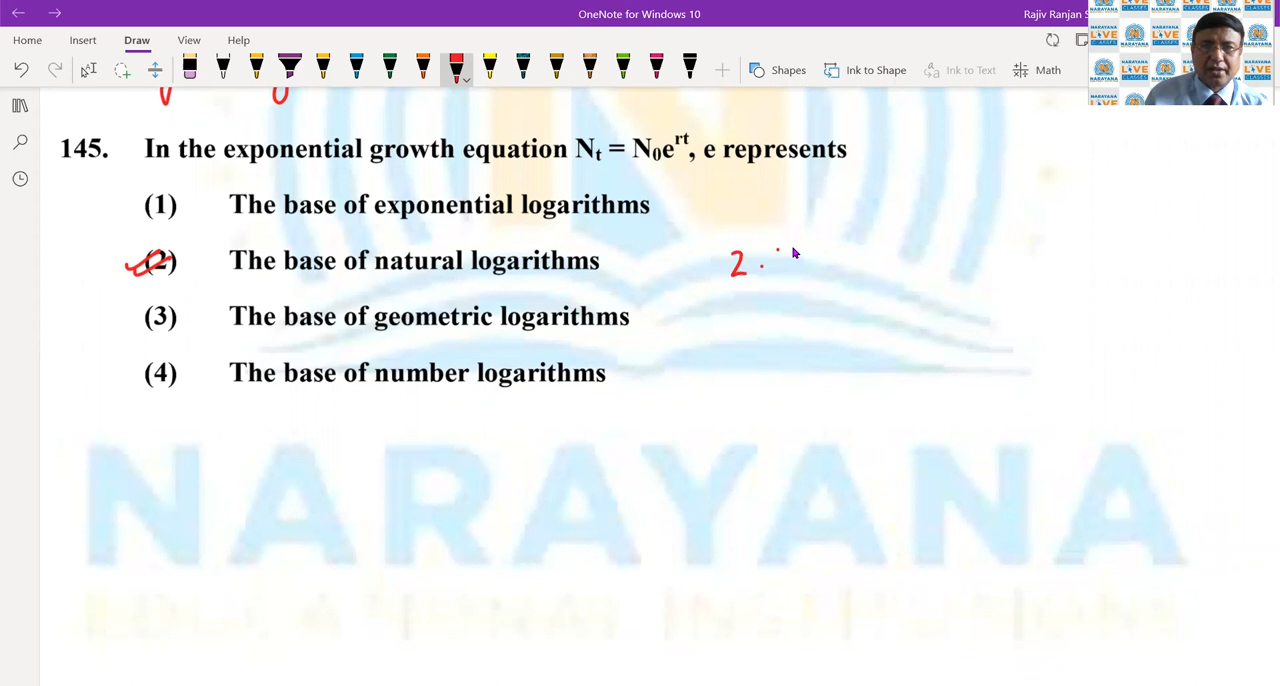 OneNote for Windows 10
Rajiv Ranjan S
Home Insert Draw View Help
Shapes Ink to Shape Ink to Text Math
145. In the exponential growth equation Nₜ = N₀eʳᵗ, e represents
(1) The base of exponential logarithms
(2) The base of natural logarithms 2 .
(3) The base of geometric logarithms
(4) The base of number logarithms
NARAYANA